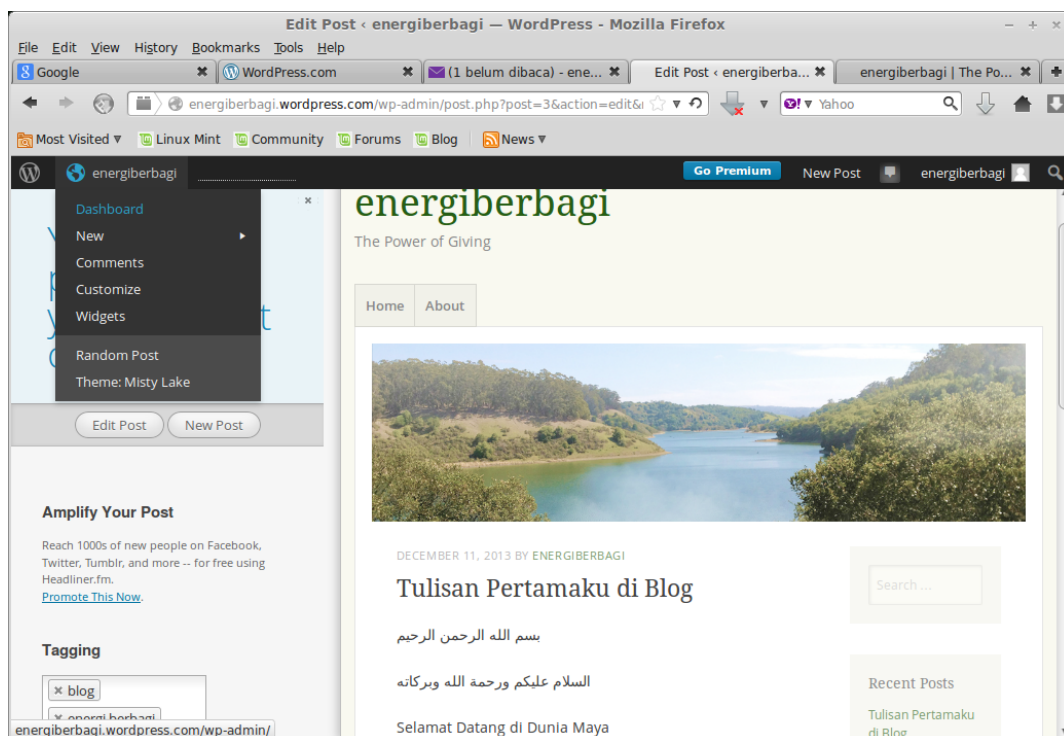 Edit Post ‹ energiberbagi — WordPress - Mozilla Firefox
File Edit View History Bookmarks Tools Help
Google WordPress.com (1 belum dibaca) - ene... Edit Post ‹ energiberba... energiberbagi | The Po...
energiberbagi.wordpress.com/wp-admin/post.php?post=3&action=edit& Yahoo
Most Visited Linux Mint Community Forums Blog News
energiberbagi Go Premium New Post energiberbagi
Dashboard
New
Comments
Customize
Widgets
Random Post
Theme: Misty Lake
Edit Post New Post
Amplify Your Post
Reach 1000s of new people on Facebook,
Twitter, Tumblr, and more -- for free using
Headliner.fm.
Promote This Now.
Tagging
blog
energi berbagi
energiberbagi.wordpress.com/wp-admin/
energiberbagi
The Power of Giving
Home About
DECEMBER 11, 2013 BY ENERGIBERBAGI
Tulisan Pertamaku di Blog
بسم الله الرحمن الرحيم
السلام عليكم ورحمة الله وبركاته
Selamat Datang di Dunia Maya
Search ...
Recent Posts
Tulisan Pertamaku
di Blog